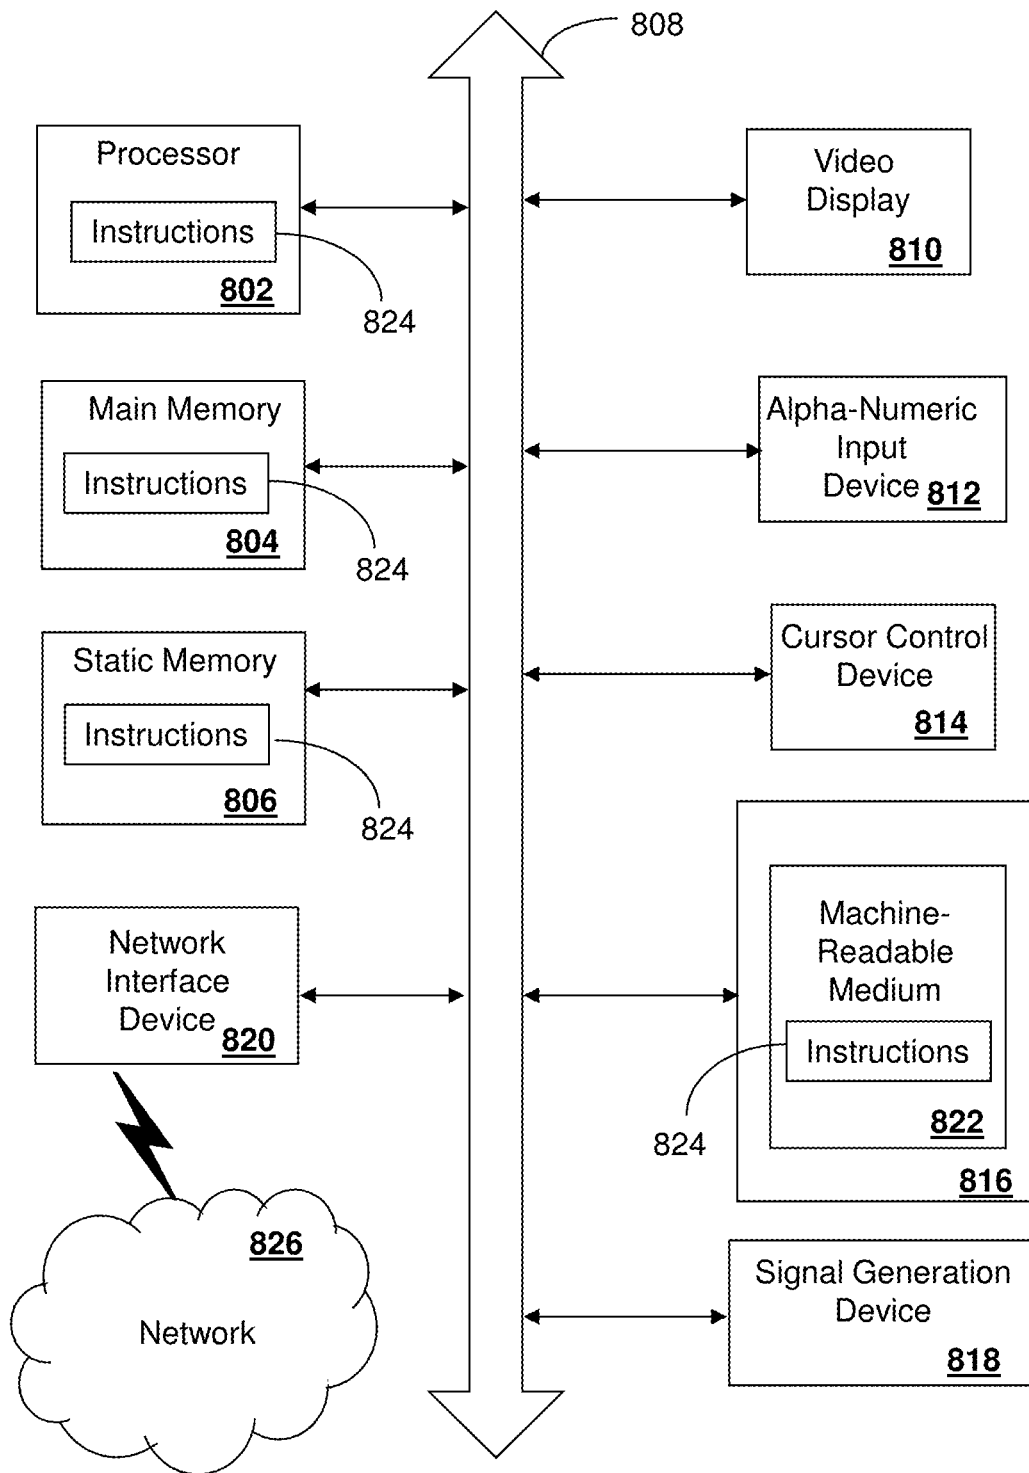 808
Processor
Instructions
802
824
Main Memory
Instructions
804
824
Static Memory
Instructions
806
824
Network
Interface
Device
820
826
Network
Video
Display
810
Alpha-Numeric
Input
Device
812
Cursor Control
Device
814
Machine-
Readable
Medium
Instructions
824
822
816
Signal Generation
Device
818